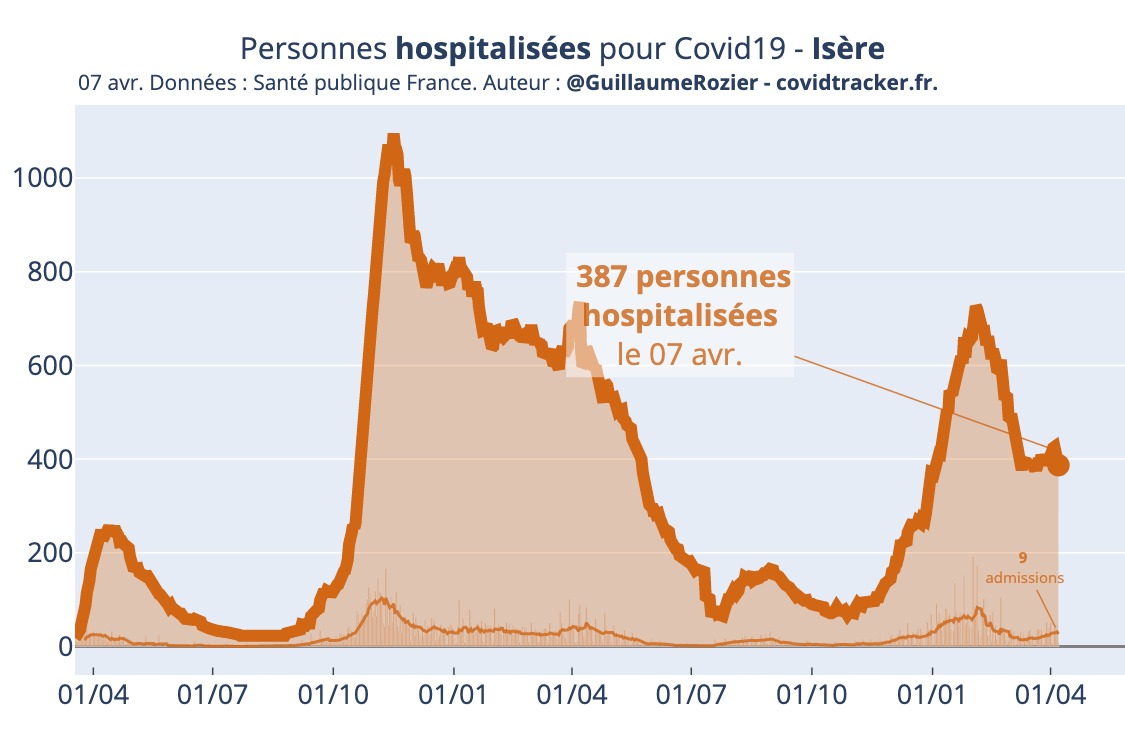 Personnes hospitalisées pour Covid19 - Isère
07 avr. Données : Santé publique France. Auteur : @GuillaumeRozier - covidtracker.fr.
1000
800
600
400
200
0
387 personnes
hospitalisées
le 07 avr.
9
admissions
01/04
01/07
01/10
01/01
01/04
01/07
01/10
01/01
01/04